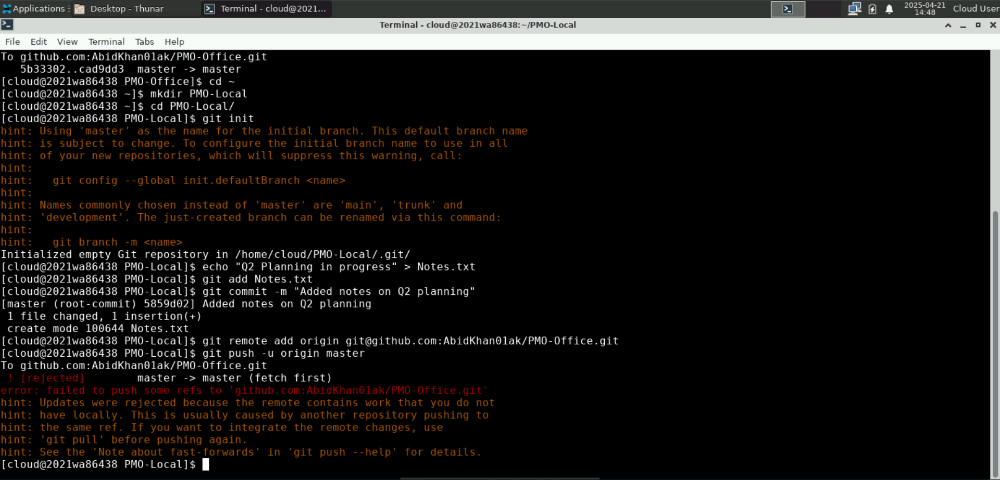 Applications
Desktop - Thunar
Terminal - cloud@2021...
2025-04-21
14:48
Cloud User
Terminal - cloud@2021wa86438:~/PMO-Local
File Edit View Terminal Tabs Help
To github.com:AbidKhan01ak/PMO-Office.git
   5b33302..cad9dd3  master -> master
[cloud@2021wa86438 PMO-Office]$ cd ~
[cloud@2021wa86438 ~]$ mkdir PMO-Local
[cloud@2021wa86438 ~]$ cd PMO-Local/
[cloud@2021wa86438 PMO-Local]$ git init
hint: Using 'master' as the name for the initial branch. This default branch name
hint: is subject to change. To configure the initial branch name to use in all
hint: of your new repositories, which will suppress this warning, call:
hint:
hint:   git config --global init.defaultBranch <name>
hint:
hint: Names commonly chosen instead of 'master' are 'main', 'trunk' and
hint: 'development'. The just-created branch can be renamed via this command:
hint:
hint:   git branch -m <name>
Initialized empty Git repository in /home/cloud/PMO-Local/.git/
[cloud@2021wa86438 PMO-Local]$ echo "Q2 Planning in progress" > Notes.txt
[cloud@2021wa86438 PMO-Local]$ git add Notes.txt
[cloud@2021wa86438 PMO-Local]$ git commit -m "Added notes on Q2 planning"
[master (root-commit) 5859d02] Added notes on Q2 planning
 1 file changed, 1 insertion(+)
 create mode 100644 Notes.txt
[cloud@2021wa86438 PMO-Local]$ git remote add origin git@github.com:AbidKhan01ak/PMO-Office.git
[cloud@2021wa86438 PMO-Local]$ git push -u origin master
To github.com:AbidKhan01ak/PMO-Office.git
 ! [rejected]        master -> master (fetch first)
error: failed to push some refs to 'github.com:AbidKhan01ak/PMO-Office.git'
hint: Updates were rejected because the remote contains work that you do not
hint: have locally. This is usually caused by another repository pushing to
hint: the same ref. If you want to integrate the remote changes, use
hint: 'git pull' before pushing again.
hint: See the 'Note about fast-forwards' in 'git push --help' for details.
[cloud@2021wa86438 PMO-Local]$